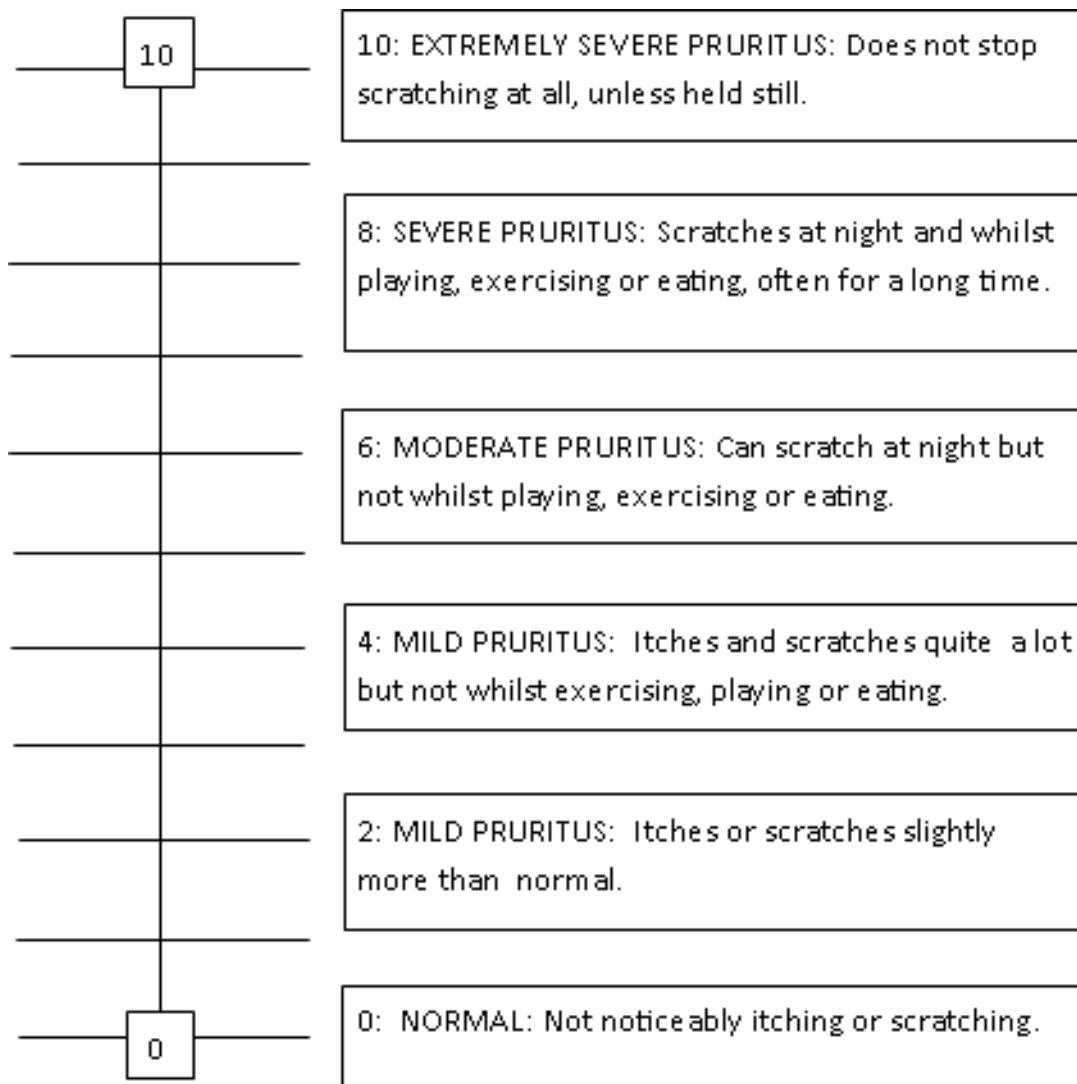 10
10: EXTREMELY SEVERE PRURITUS: Does not stop
scratching at all, unless held still.
8: SEVERE PRURITUS: Scratches at night and whilst
playing, exercising or eating, often for a long time.
6: MODERATE PRURITUS: Can scratch at night but
not whilst playing, exercising or eating.
4: MILD PRURITUS:  Itches and scratches quite  a lot
but not whilst exercising, playing or eating.
2: MILD PRURITUS:  Itches or scratches slightly
more than  normal.
0:  NORMAL: Not noticeably itching or scratching.
0